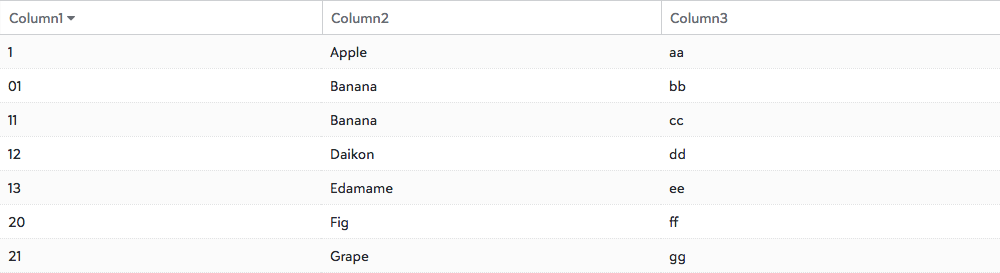 Column1 Column2 Column3
1 Apple aa
01 Banana bb
11 Banana cc
12 Daikon dd
13 Edamame ee
20 Fig ff
21 Grape gg